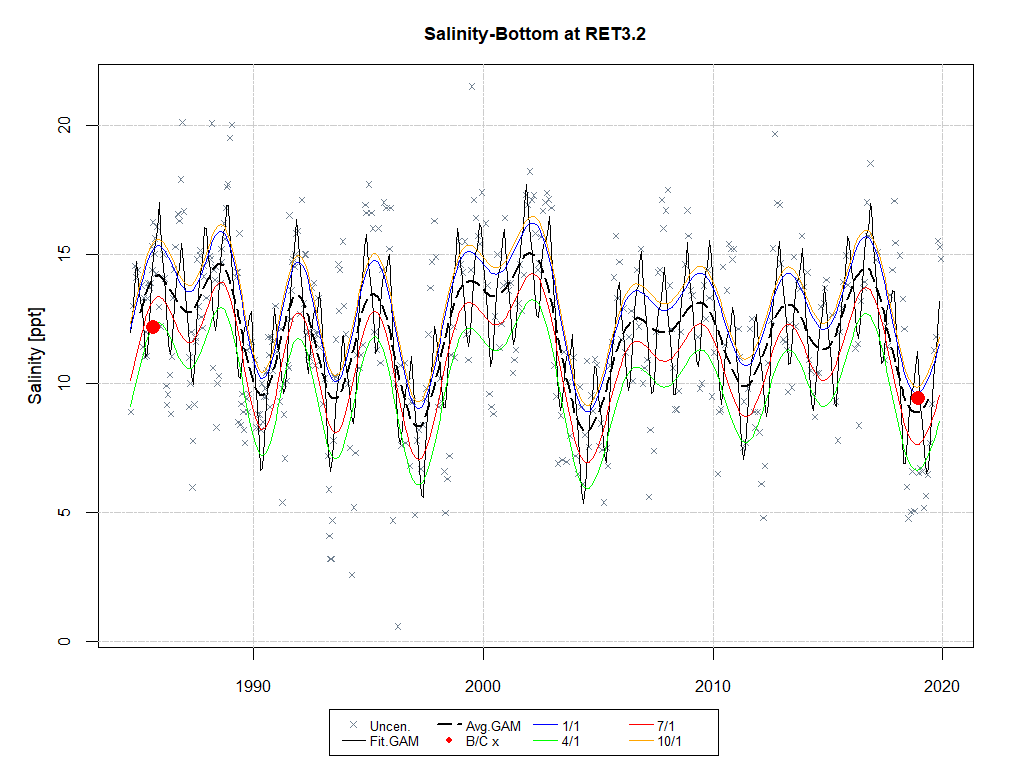 Salinity-Bottom at RET3.2
Salinity [ppt]
20
15
10
5
0
1990 2000 2010 2020
Uncen. Avg.GAM 1/1 7/1
Fit.GAM B/C x 4/1 10/1